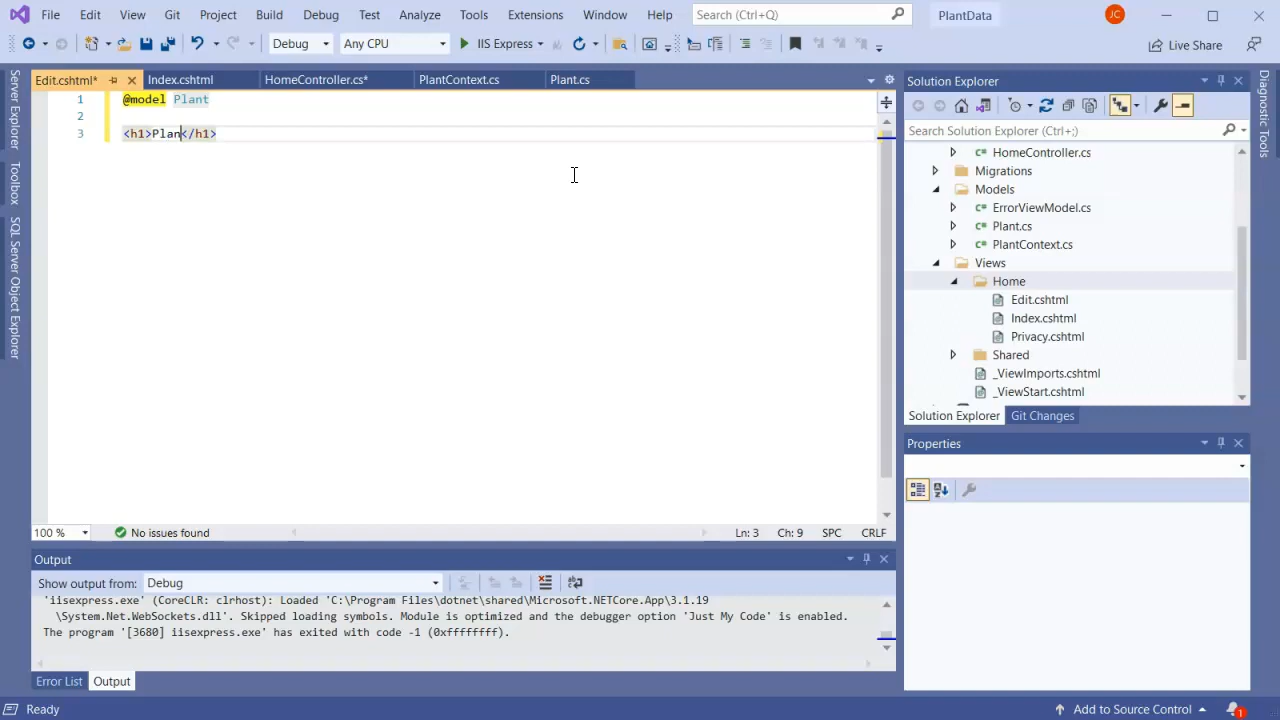 File Edit View Git Project Build Debug Test Analyze Tools Extensions Window Help Search (Ctrl+Q) PlantData JC
Debug Any CPU IIS Express Live Share
Edit.cshtml* Index.cshtml HomeController.cs* PlantContext.cs Plant.cs
1 @model Plant
2
3 <h1>Plan</h1>
100 % No issues found Ln: 3 Ch: 9 SPC CRLF
Output
Show output from: Debug
'iisexpress.exe' (CoreCLR: clrhost): Loaded 'C:\Program Files\dotnet\shared\Microsoft.NETCore.App\3.1.19
\System.Net.WebSockets.dll'. Skipped loading symbols. Module is optimized and the debugger option 'Just My Code' is enabled.
The program '[3680] iisexpress.exe' has exited with code -1 (0xffffffff).
Error List Output
Server Explorer
Toolbox
SQL Server Object Explorer
Solution Explorer
Search Solution Explorer (Ctrl+;)
C# HomeController.cs
Migrations
Models
C# ErrorViewModel.cs
C# Plant.cs
C# PlantContext.cs
Views
Home
Edit.cshtml
Index.cshtml
Privacy.cshtml
Shared
_ViewImports.cshtml
_ViewStart.cshtml
Solution Explorer Git Changes
Properties
Diagnostic Tools
Ready Add to Source Control 1